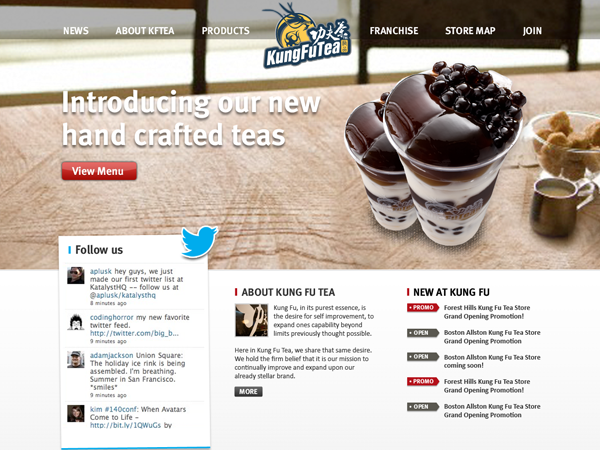 NEWS
ABOUT KFTEA
PRODUCTS
功夫茶
KungFuTea
FRANCHISE
STORE MAP
JOIN
Introducing our new
hand crafted teas
View Menu
Follow us
aplusk hey guys, we just
made our first twitter list at
KatalystHQ -- follow us at
@aplusk/katalysthq
8 minutes ago
codinghorror my new favorite
twitter feed.
http://twitter.com/big_b...
9 minutes ago
adamjackson Union Square:
The holiday ice rink is being
assembled. I'm breathing.
Summer in San Francisco.
*smiles*
9 minutes ago
kim #140conf: When Avatars
Come to Life -
http://bit.ly/1QWuGs by
ABOUT KUNG FU TEA
Kung Fu, in its purest essence, is
the desire for self improvement, to
expand ones capability beyond
limits previously thought possible.
Here in Kung Fu Tea, we share that same desire.
We hold the firm belief that it is our mission to
continually improve and expand upon our
already stellar brand.
MORE
NEW AT KUNG FU
PROMO
Forest Hills Kung Fu Tea Store
Grand Opening Promotion
OPEN
Boston Allston Kung Fu Tea Store
Grand Opening Promotion
OPEN
Boston Allston Kung Fu Tea Store
coming soon!
PROMO
Forest Hills Kung Fu Tea Store
Grand Opening Promotion
OPEN
Boston Allston Kung Fu Tea Store
Grand Opening Promotion